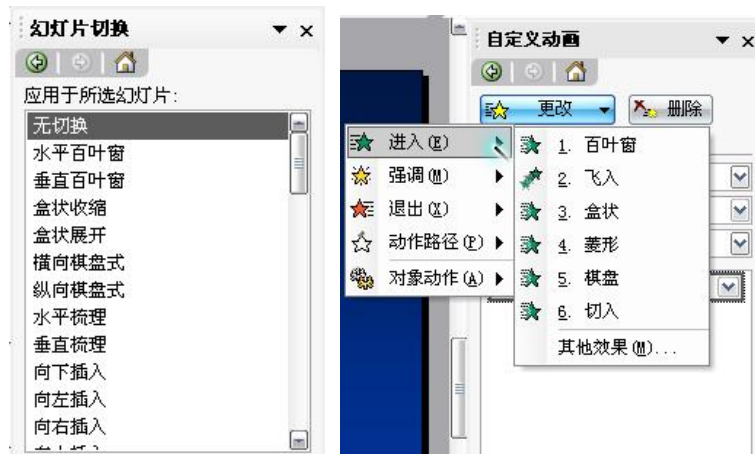 幻灯片切换
应用于所选幻灯片:
无切换
水平百叶窗
垂直百叶窗
盒状收缩
盒状展开
横向棋盘式
纵向棋盘式
水平梳理
垂直梳理
向下插入
向左插入
向右插入
自定义动画
更改 删除
进入(E)
强调(M)
退出(X)
动作路径(P)
对象动作(A)
1. 百叶窗
2. 飞入
3. 盒状
4. 菱形
5. 棋盘
6. 切入
其他效果(M)...